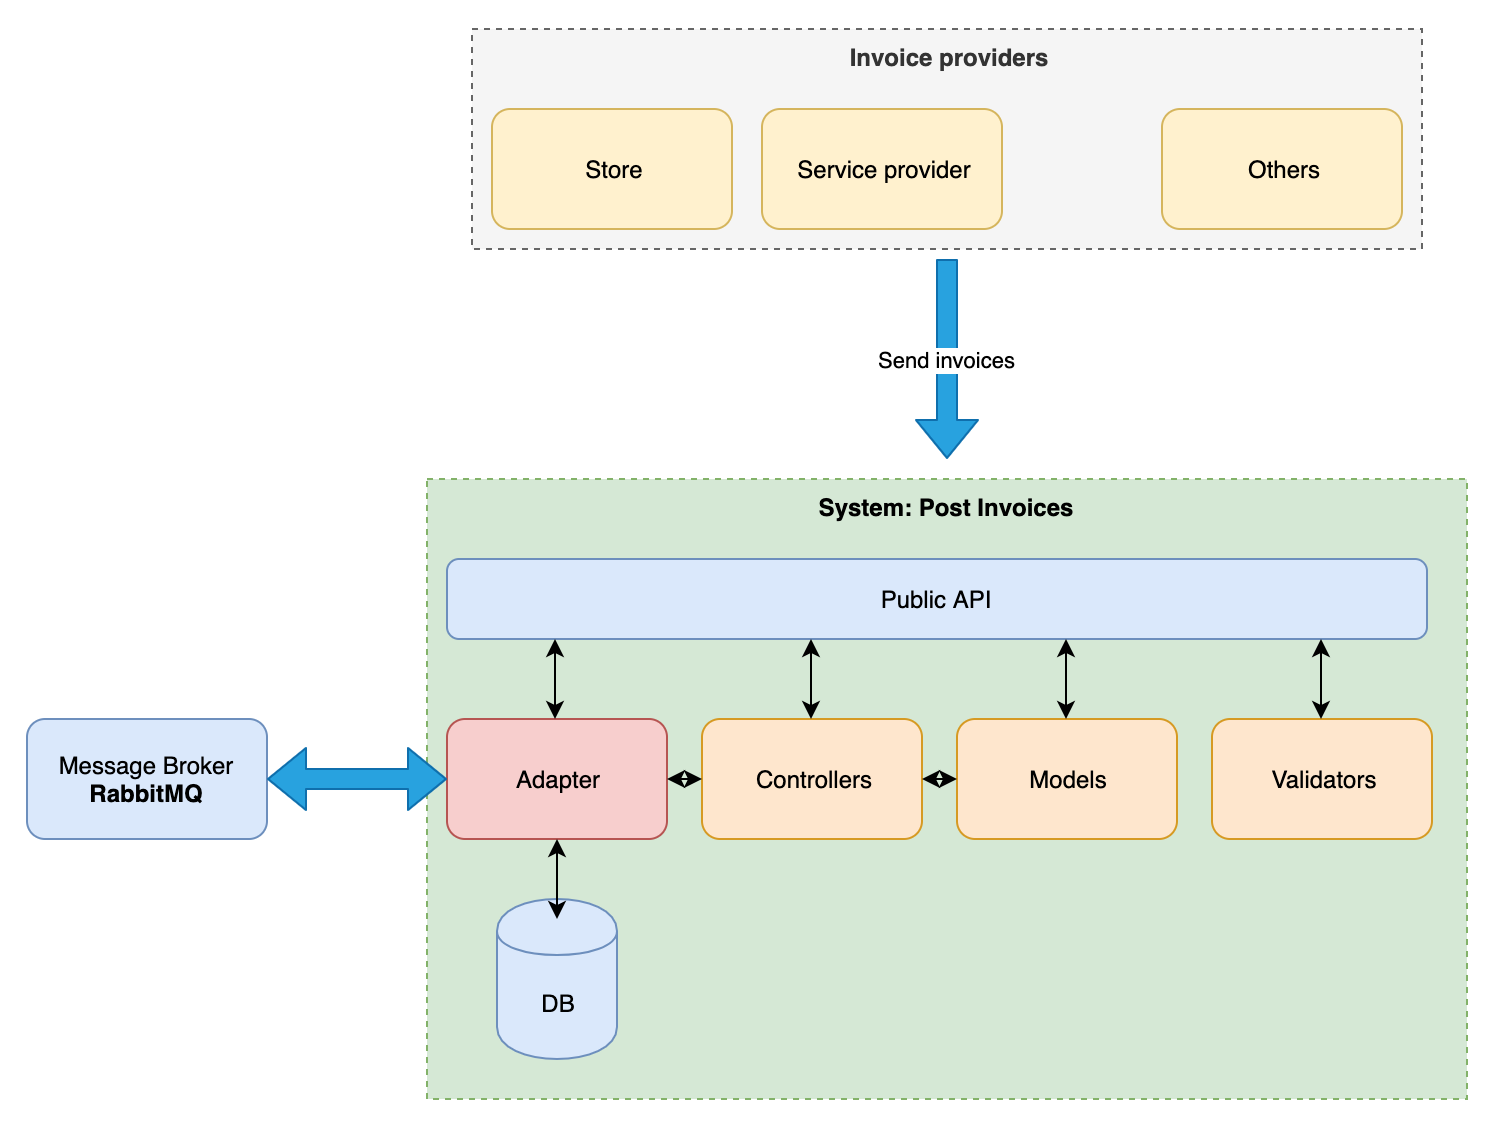 Invoice providers
Store
Service provider
Others
Send invoices
System: Post Invoices
Public API
Message Broker
RabbitMQ
Adapter
Controllers
Models
Validators
DB